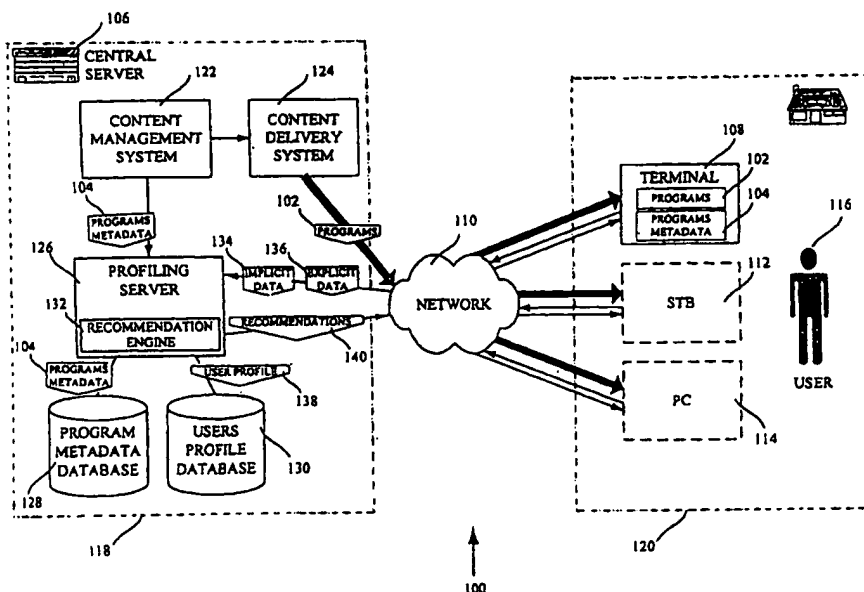 106
CENTRAL
SERVER
122
124
CONTENT
MANAGEMENT
SYSTEM
CONTENT
DELIVERY
SYSTEM
104
PROGRAMS
METADATA
102
PROGRAMS
126
134
136
PROFILING
SERVER
IMPLICIT
DATA
EXPLICIT
DATA
132
RECOMMENDATION
ENGINE
RECOMMENDATIONS
140
104
PROGRAMS
METADATA
USER PROFILE
138
PROGRAM
METADATA
DATABASE
128
USERS
PROFILE
DATABASE
130
118
110
NETWORK
108
TERMINAL
102
PROGRAMS
104
PROGRAMS
METADATA
116
112
STB
USER
PC
114
120
100